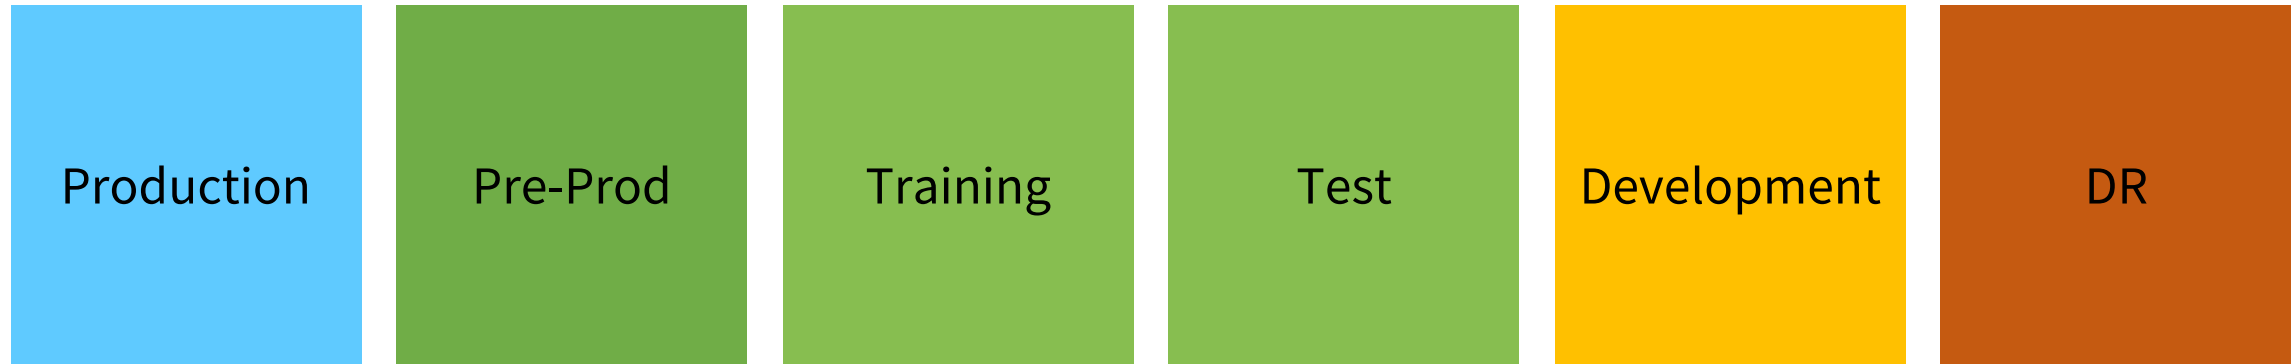 Production
Pre-Prod
Training
Test
Development
DR